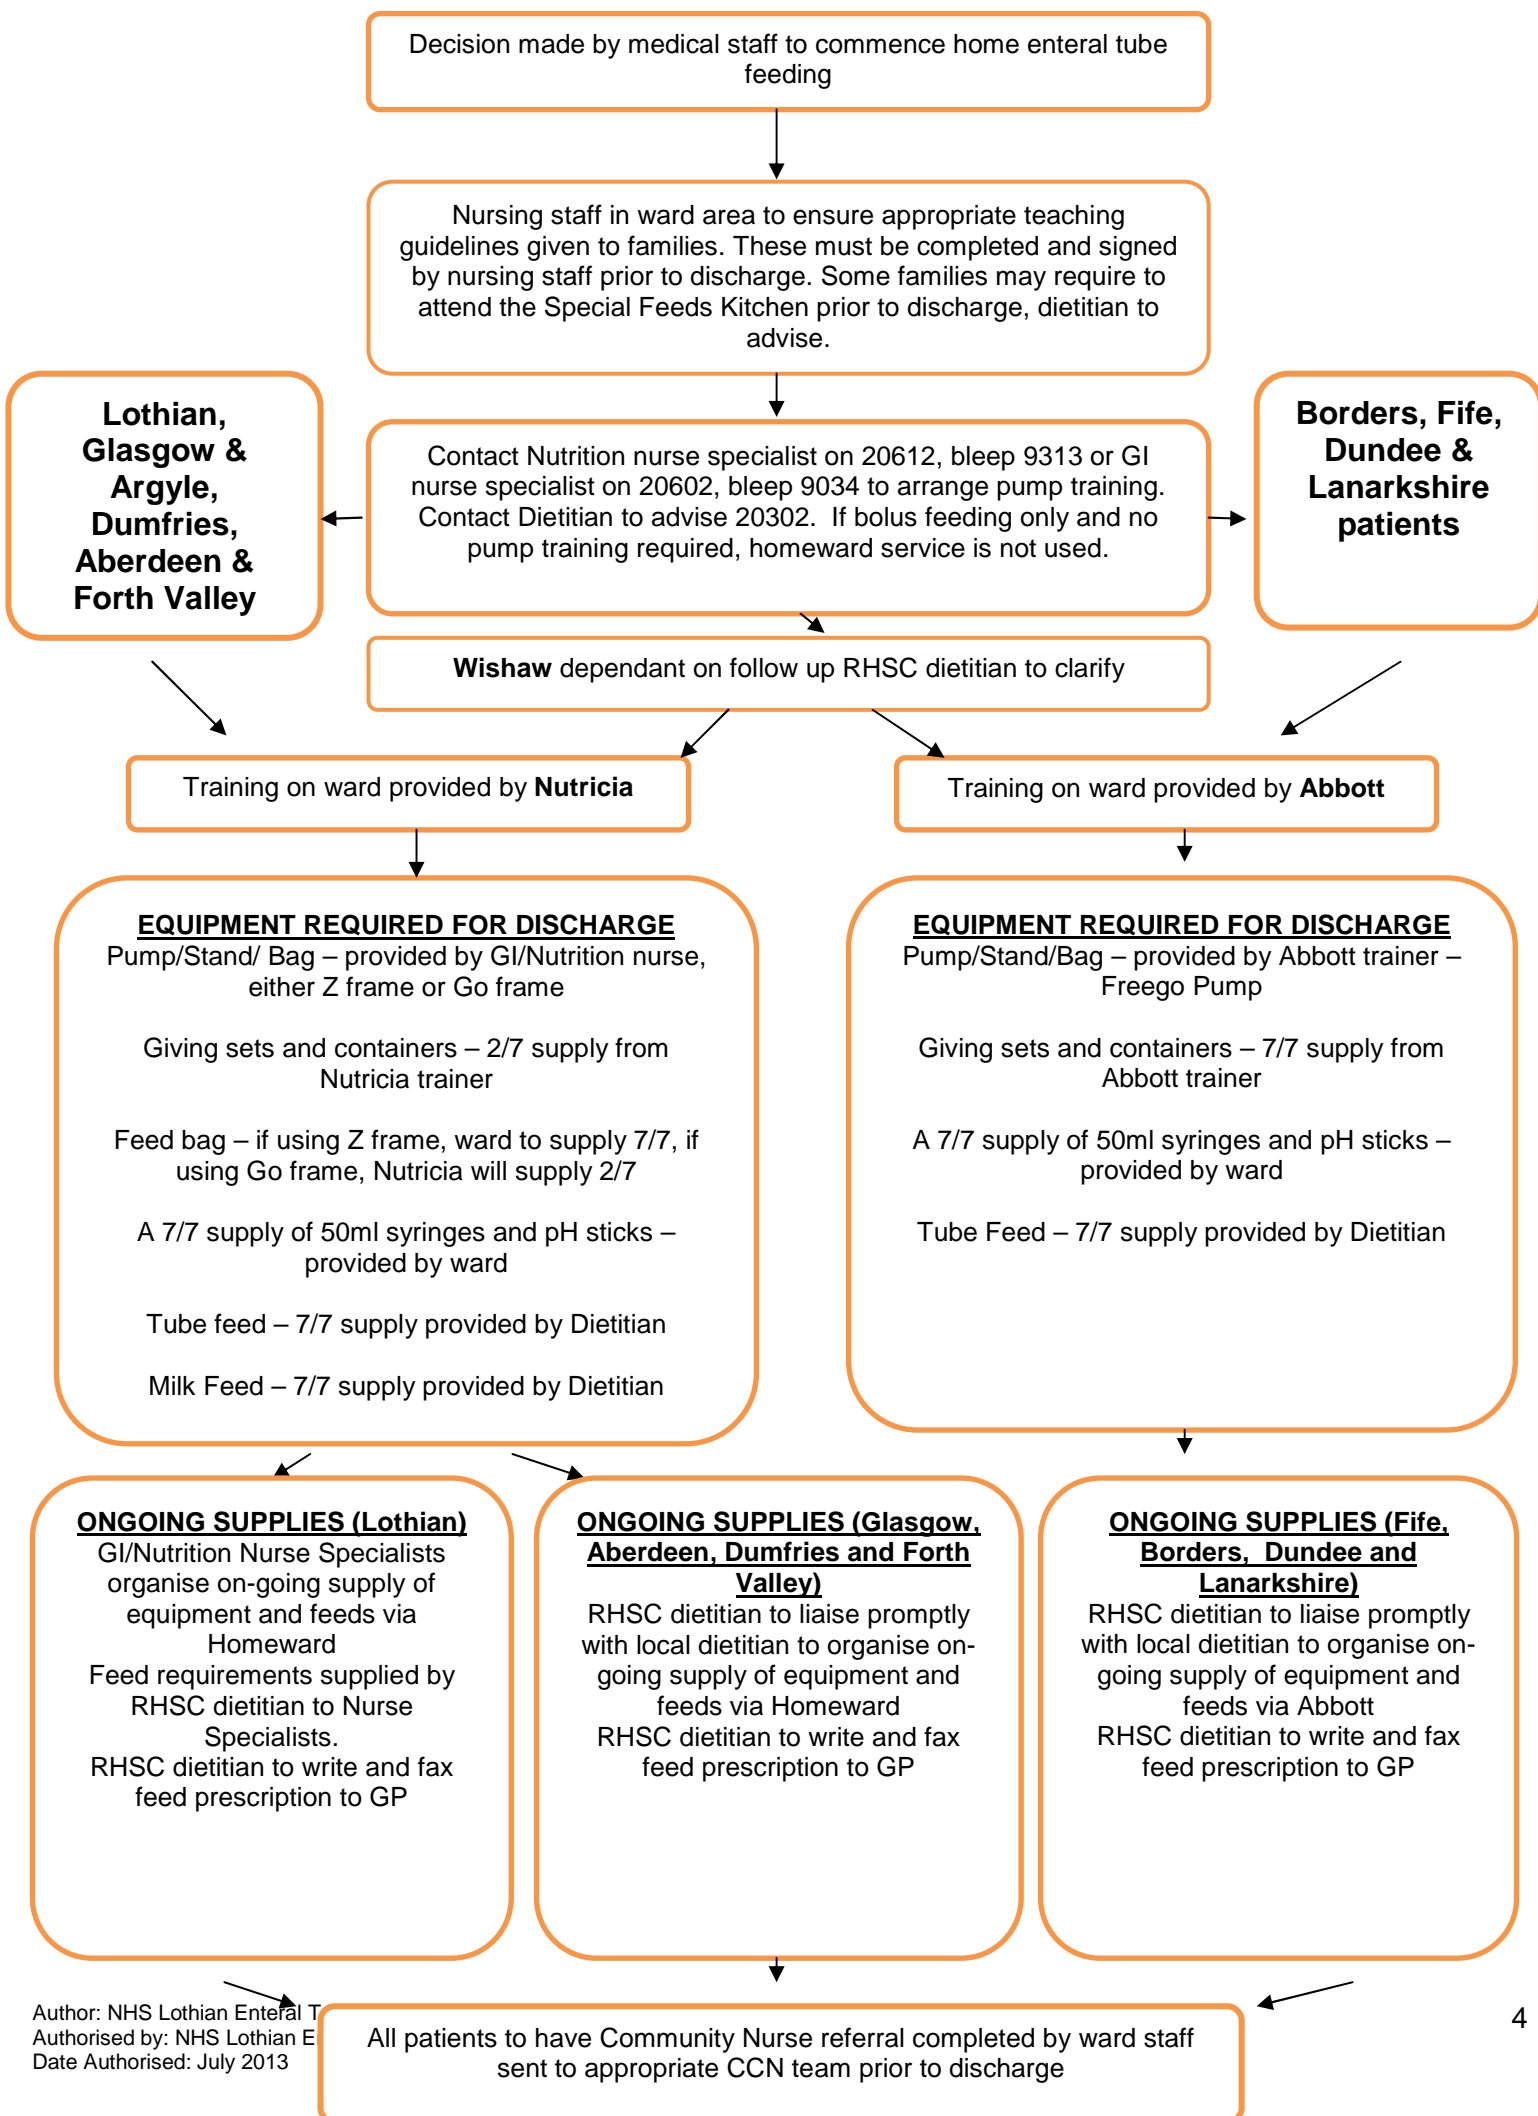 Decision made by medical staff to commence home enteral tube
feeding
Nursing staff in ward area to ensure appropriate teaching
guidelines given to families. These must be completed and signed
by nursing staff prior to discharge. Some families may require to
attend the Special Feeds Kitchen prior to discharge, dietitian to
advise.
Lothian,
Glasgow &
Argyle,
Dumfries,
Aberdeen &
Forth Valley
Contact Nutrition nurse specialist on 20612, bleep 9313 or GI
nurse specialist on 20602, bleep 9034 to arrange pump training.
Contact Dietitian to advise 20302.  If bolus feeding only and no
pump training required, homeward service is not used.
Borders, Fife,
Dundee &
Lanarkshire
patients
Wishaw dependant on follow up RHSC dietitian to clarify
Training on ward provided by Nutricia
Training on ward provided by Abbott
EQUIPMENT REQUIRED FOR DISCHARGE
Pump/Stand/ Bag – provided by GI/Nutrition nurse,
either Z frame or Go frame
Giving sets and containers – 2/7 supply from
Nutricia trainer
Feed bag – if using Z frame, ward to supply 7/7, if
using Go frame, Nutricia will supply 2/7
A 7/7 supply of 50ml syringes and pH sticks –
provided by ward
Tube feed – 7/7 supply provided by Dietitian
Milk Feed – 7/7 supply provided by Dietitian
EQUIPMENT REQUIRED FOR DISCHARGE
Pump/Stand/Bag – provided by Abbott trainer –
Freego Pump
Giving sets and containers – 7/7 supply from
Abbott trainer
A 7/7 supply of 50ml syringes and pH sticks –
provided by ward
Tube Feed – 7/7 supply provided by Dietitian
ONGOING SUPPLIES (Lothian)
GI/Nutrition Nurse Specialists
organise on-going supply of
equipment and feeds via
Homeward
Feed requirements supplied by
RHSC dietitian to Nurse
Specialists.
RHSC dietitian to write and fax
feed prescription to GP
ONGOING SUPPLIES (Glasgow,
Aberdeen, Dumfries and Forth
Valley)
RHSC dietitian to liaise promptly
with local dietitian to organise on-
going supply of equipment and
feeds via Homeward
RHSC dietitian to write and fax
feed prescription to GP
ONGOING SUPPLIES (Fife,
Borders,  Dundee and
Lanarkshire)
RHSC dietitian to liaise promptly
with local dietitian to organise on-
going supply of equipment and
feeds via Abbott
RHSC dietitian to write and fax
feed prescription to GP
Author: NHS Lothian Enteral
Authorised by: NHS Lothian
Date Authorised: July 2013
4
All patients to have Community Nurse referral completed by ward staff
sent to appropriate CCN team prior to discharge